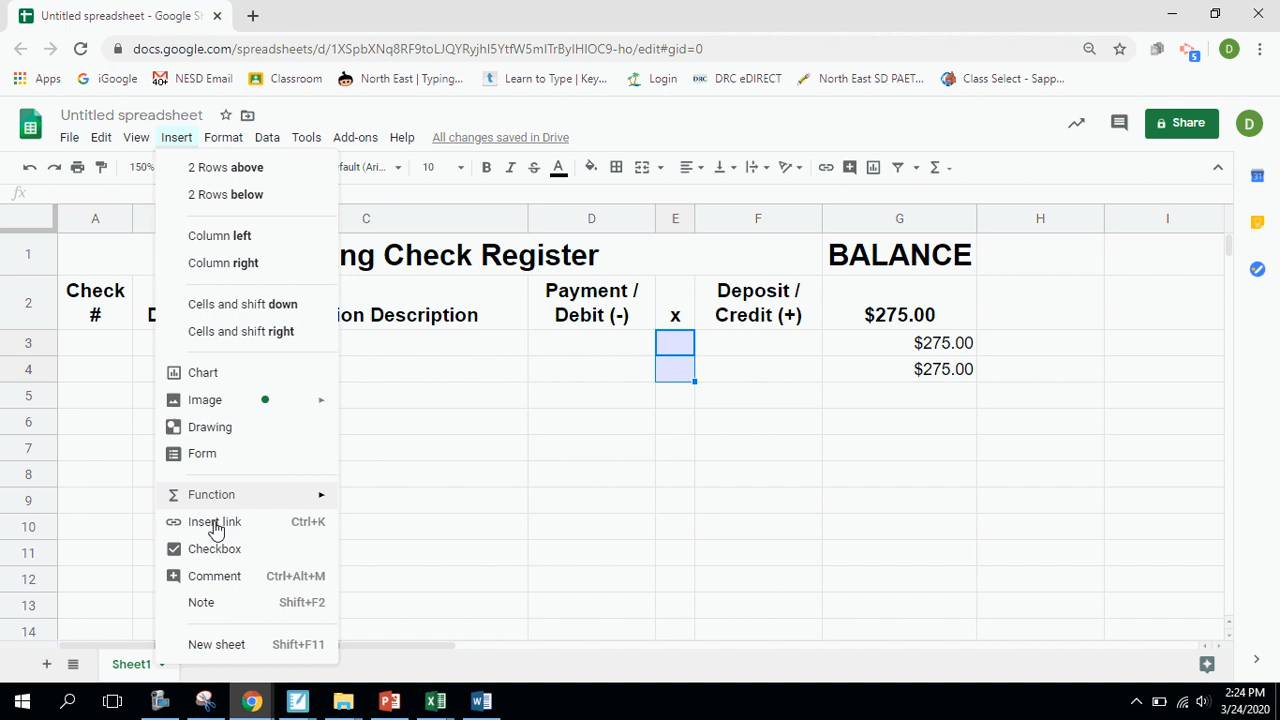 Untitled spreadsheet - Google Sh
docs.google.com/spreadsheets/d/1XSpbXNq8RF9toLJQYRyjhI5YtfW5mITrBylHIOC9-ho/edit#gid=0
Apps iGoogle 40+ NESD Email Classroom North East | Typing... t Learn to Type | Key... Login DRC DRC eDIRECT North East SD PAET... Class Select - Sapp...
Untitled spreadsheet
File Edit View Insert Format Data Tools Add-ons Help All changes saved in Drive
Share
D
150% efault (Ari... 10 B I S A
fx
A C D E F G H I
1 ng Check Register BALANCE
2 Check # D ion Description Payment / Debit (-) x Deposit / Credit (+) $275.00
3 $275.00
4 $275.00
5
6
7
8
9
10
11
12
13
14
2 Rows above
2 Rows below
Column left
Column right
Cells and shift down
Cells and shift right
Chart
Image
Drawing
Form
Function
Insert link Ctrl+K
Checkbox
Comment Ctrl+Alt+M
Note Shift+F2
New sheet Shift+F11
Sheet1
2:24 PM
3/24/2020